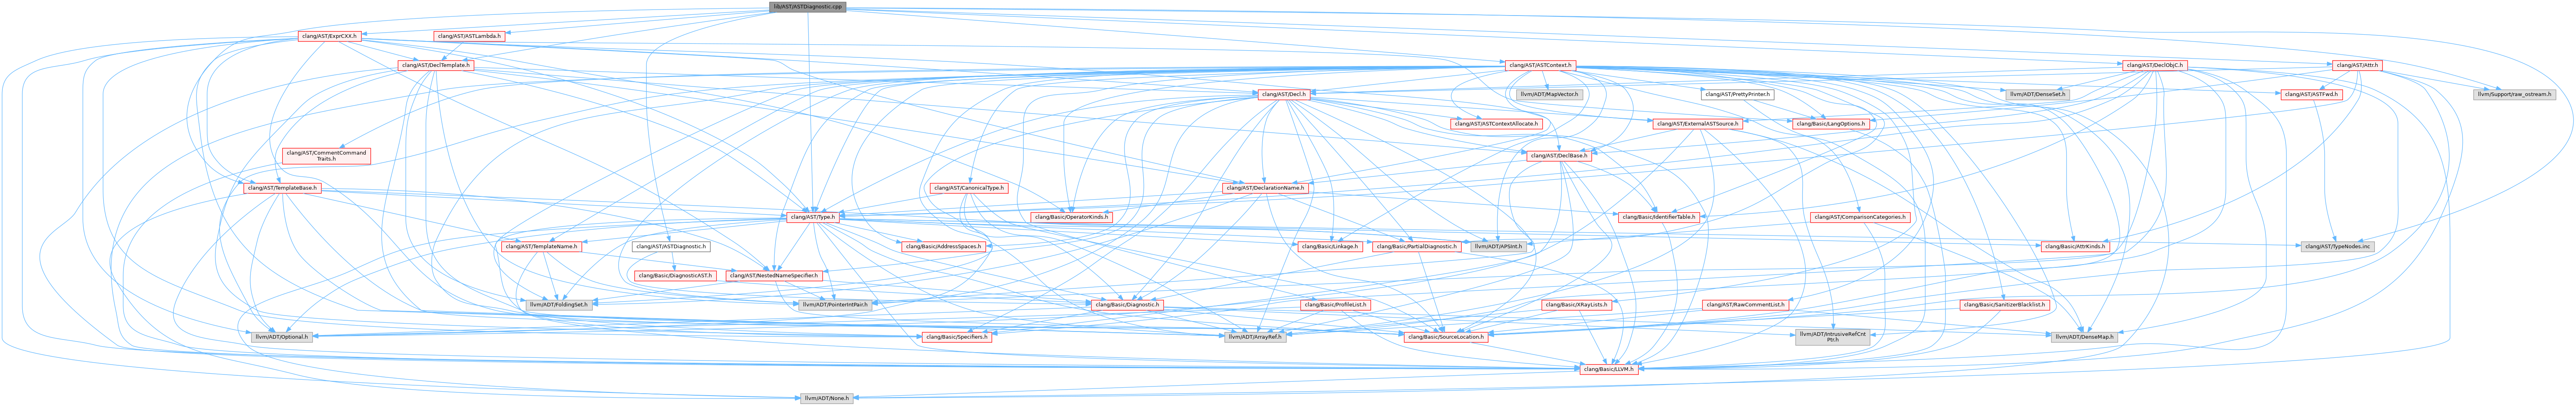 lib/AST/ASTDiagnostic.cpp
clang/AST/ExprCXX.h
clang/AST/ASTLambda.h
clang/AST/DeclTemplate.h
clang/AST/ASTContext.h
clang/AST/DeclObjC.h
clang/AST/Attr.h
clang/AST/Decl.h
llvm/ADT/MapVector.h
clang/AST/PrettyPrinter.h
llvm/ADT/DenseSet.h
clang/AST/ASTFwd.h
llvm/Support/raw_ostream.h
clang/AST/ASTContextAllocate.h
clang/AST/ExternalASTSource.h
clang/Basic/LangOptions.h
clang/AST/CommentCommand
Traits.h
clang/AST/DeclBase.h
clang/AST/TemplateBase.h
clang/AST/CanonicalType.h
clang/AST/DeclarationName.h
clang/AST/Type.h
clang/Basic/OperatorKinds.h
clang/Basic/IdentifierTable.h
clang/AST/ComparisonCategories.h
clang/AST/TemplateName.h
clang/AST/ASTDiagnostic.h
clang/Basic/AddressSpaces.h
clang/Basic/Linkage.h
clang/Basic/PartialDiagnostic.h
llvm/ADT/APSInt.h
clang/Basic/AttrKinds.h
clang/AST/TypeNodes.inc
clang/Basic/DiagnosticAST.h
clang/AST/NestedNameSpecifier.h
llvm/ADT/FoldingSet.h
llvm/ADT/PointerIntPair.h
clang/Basic/Diagnostic.h
clang/Basic/ProfileList.h
clang/Basic/XRayLists.h
clang/AST/RawCommentList.h
clang/Basic/SanitizerBlacklist.h
llvm/ADT/Optional.h
clang/Basic/Specifiers.h
llvm/ADT/ArrayRef.h
clang/Basic/SourceLocation.h
llvm/ADT/IntrusiveRefCnt
Ptr.h
llvm/ADT/DenseMap.h
clang/Basic/LLVM.h
llvm/ADT/None.h